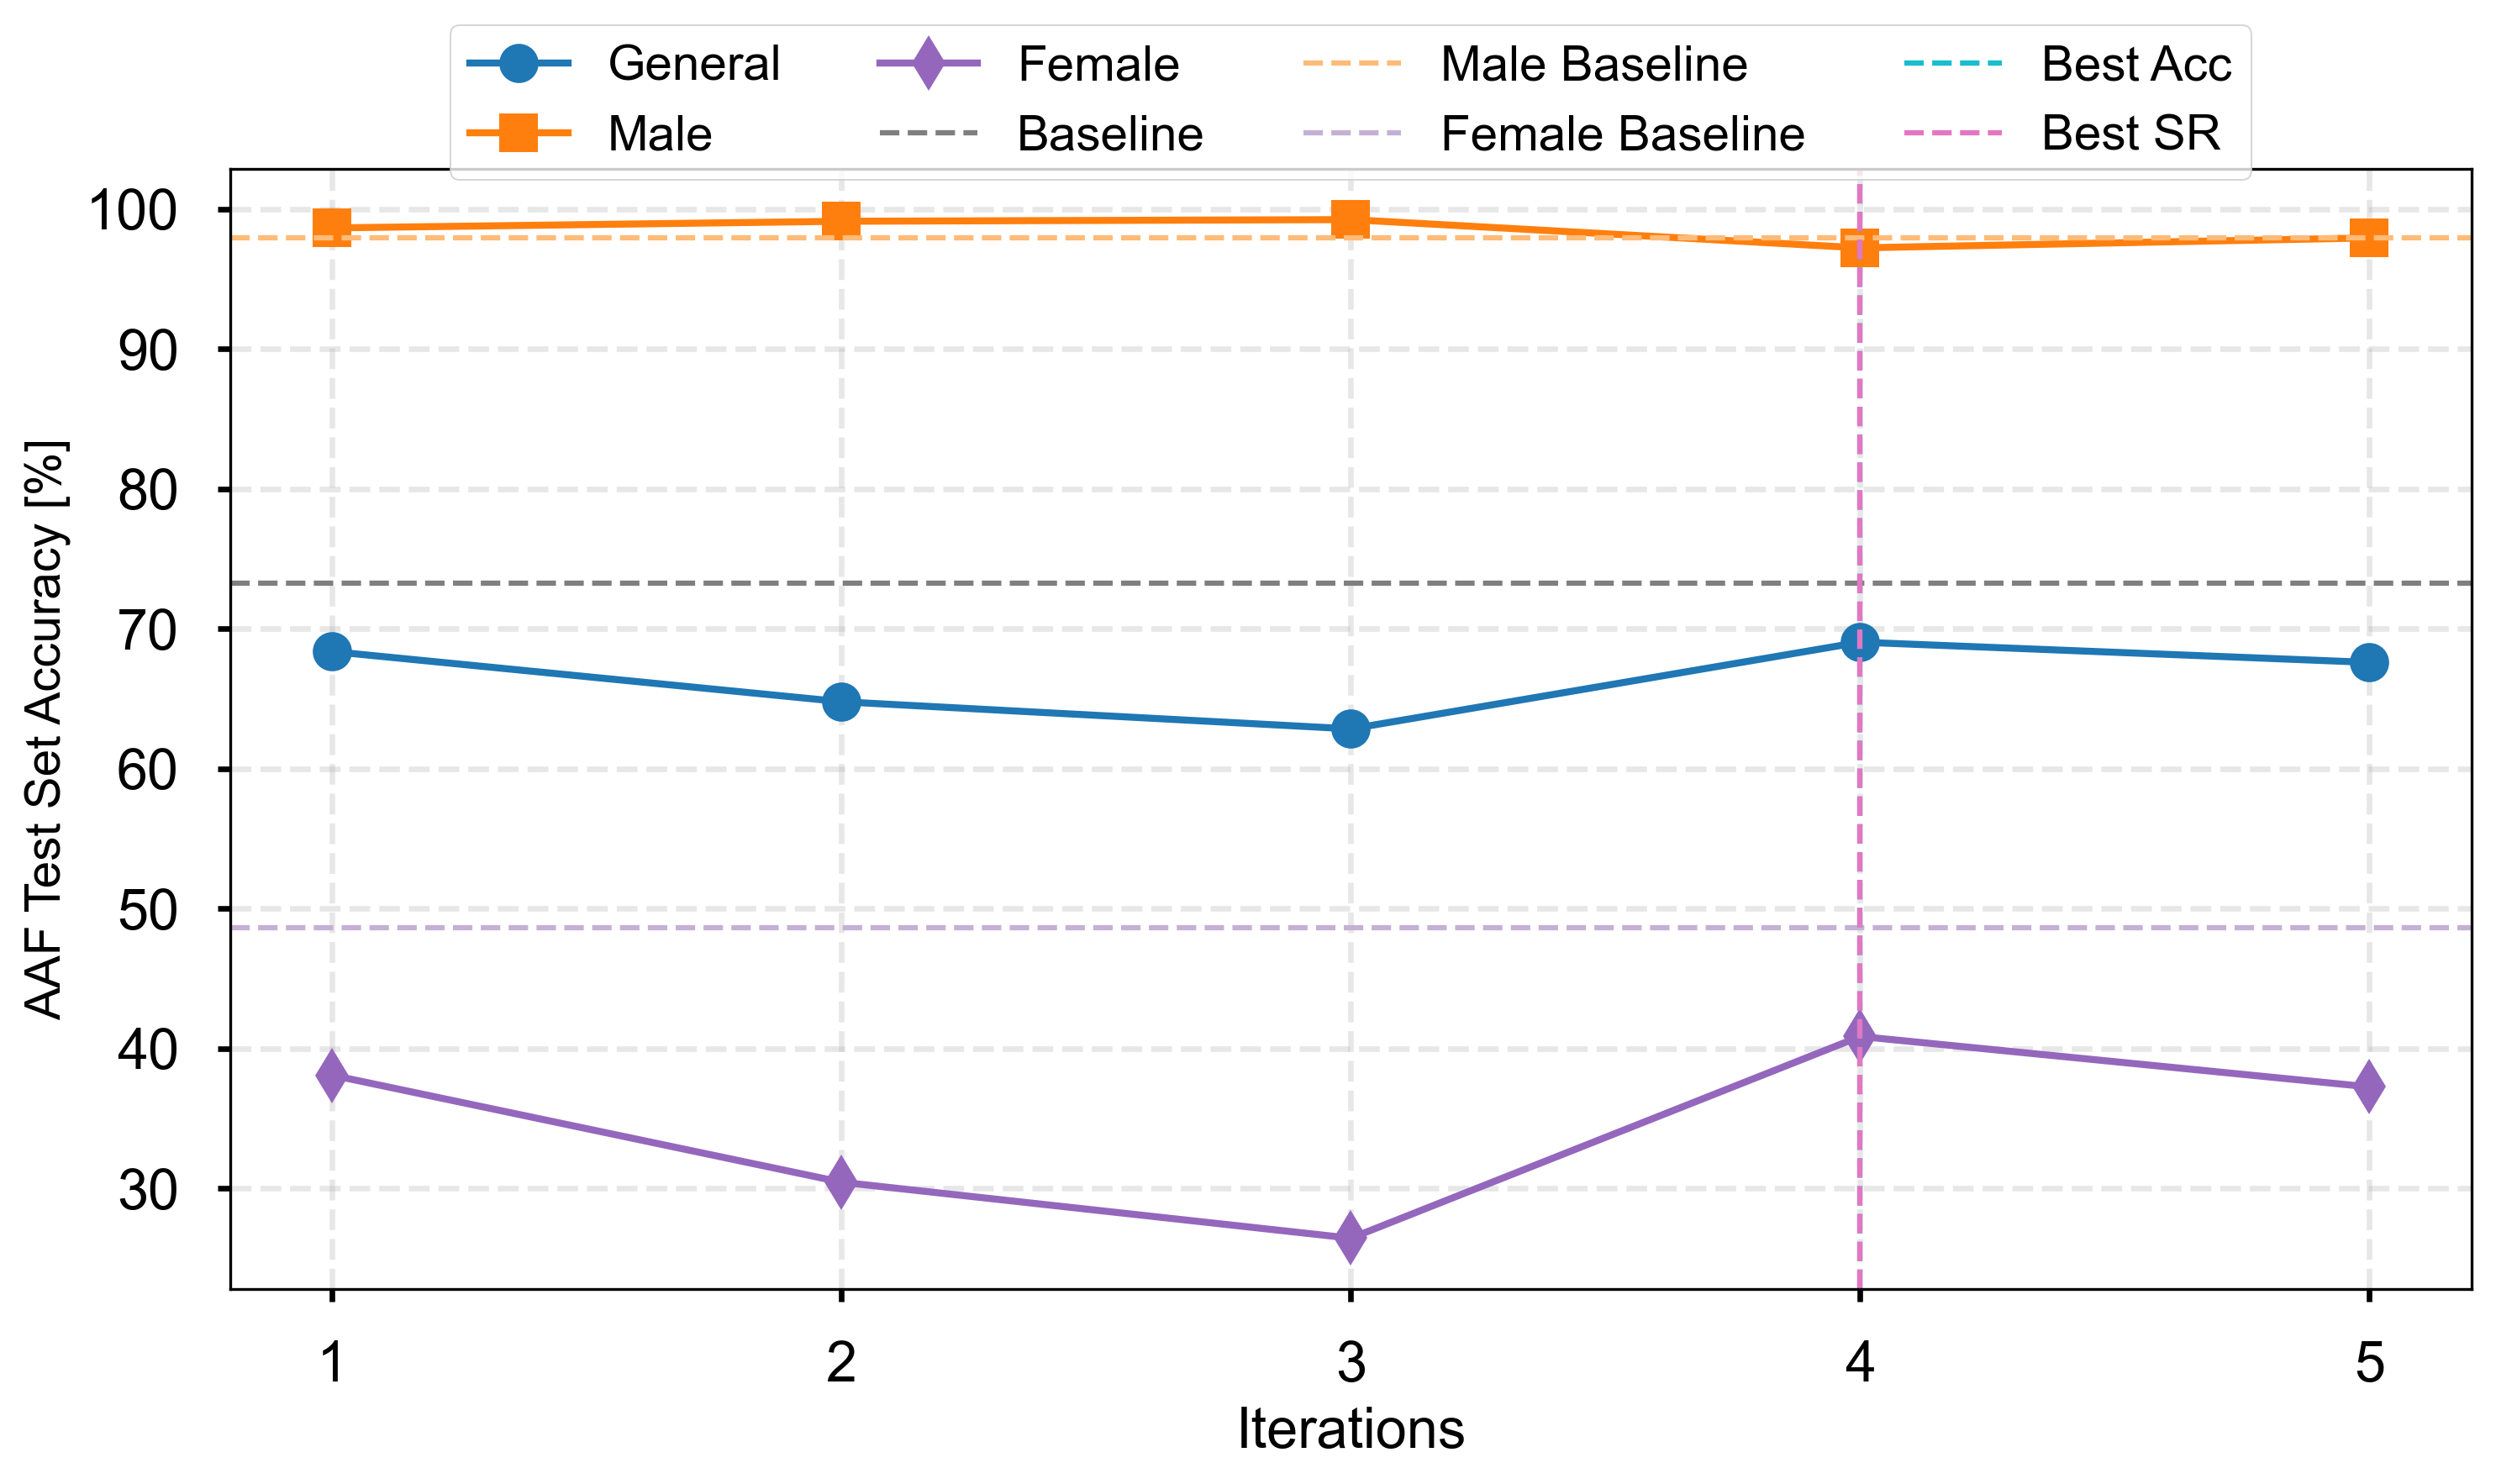 General
Male
Female
Baseline
Male Baseline
Female Baseline
Best Acc
Best SR
AAF Test Set Accuracy [%]
100
90
80
70
60
50
40
30
1 2 3 4 5
Iterations